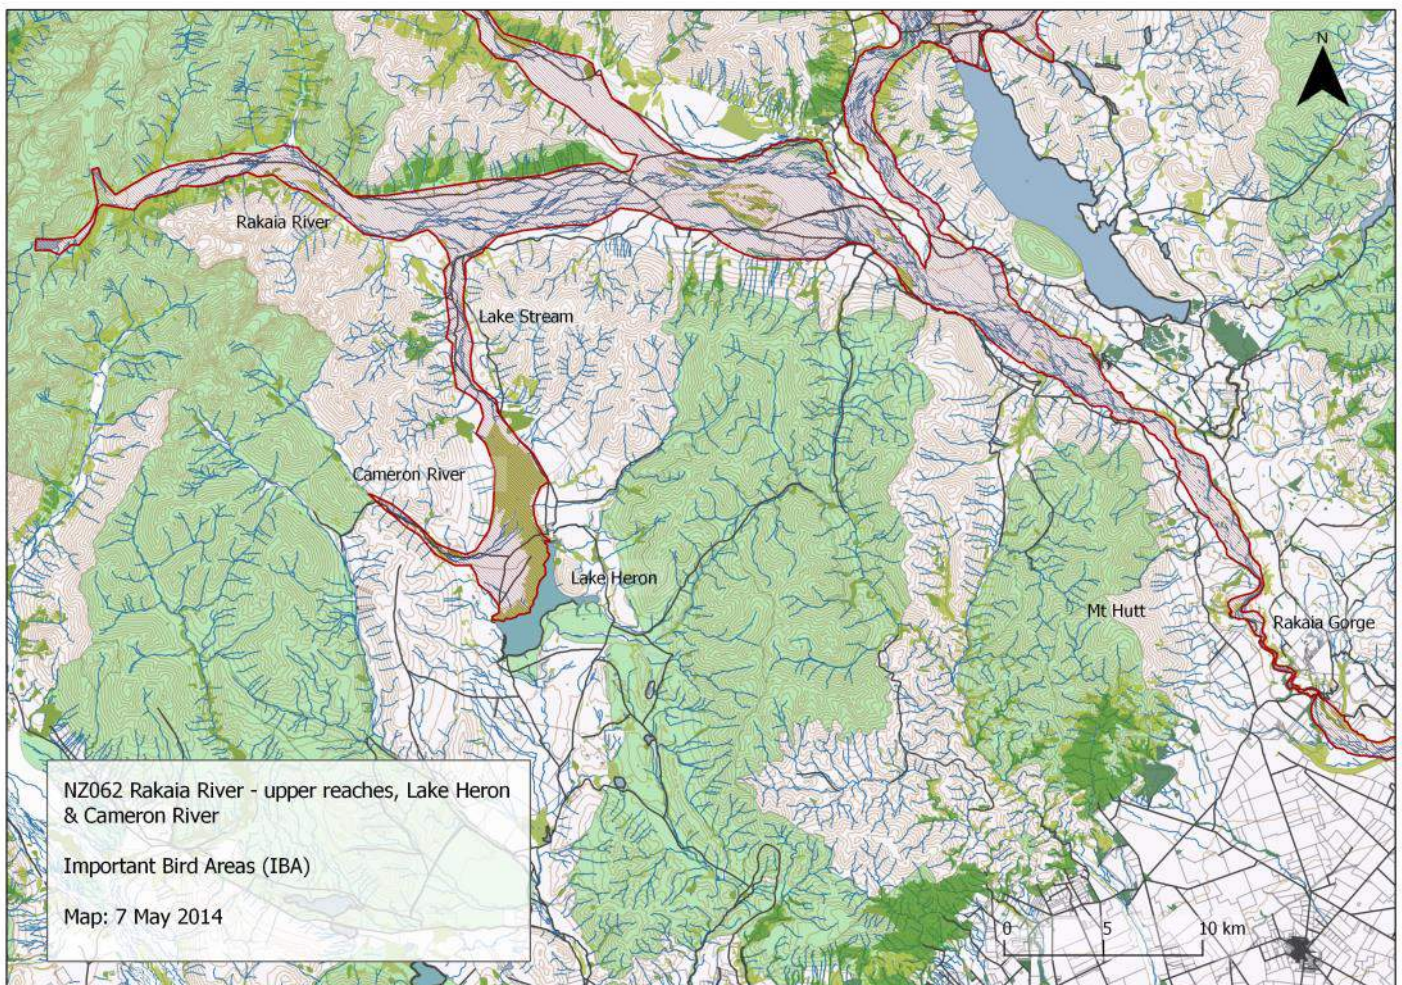 N
Rakaia River
Lake Stream
Cameron River
Lake Heron
Mt Hutt
Rakaia Gorge
NZ062 Rakaia River - upper reaches, Lake Heron
& Cameron River
Important Bird Areas (IBA)
Map: 7 May 2014
0 5 10 km